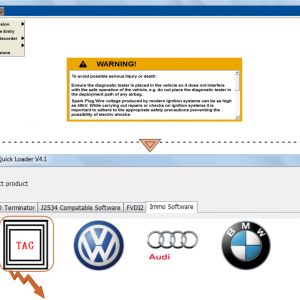 sion
e Entity
Recorder
sions
WARNING!
To avoid possible serious injury or death:
Ensure the diagnostic tester is placed in the vehicle so it does not interfere
with the safe operation of the vehicle, e.g. do not place the diagnostic tester in
the deployment path of any airbag.
Spark Plug Wire voltage produced by modern ignition systems can be as high
as 40kV. While carrying out repairs or checks on ignition systems it is
important to adhere to the appropriate safety precautions preventing the
possibility of electric shocks.
Quick Loader V4.1
ct product
Terminator J2534 Compatable Software FVDI2 Immo Software
TAG
Audi
BMW